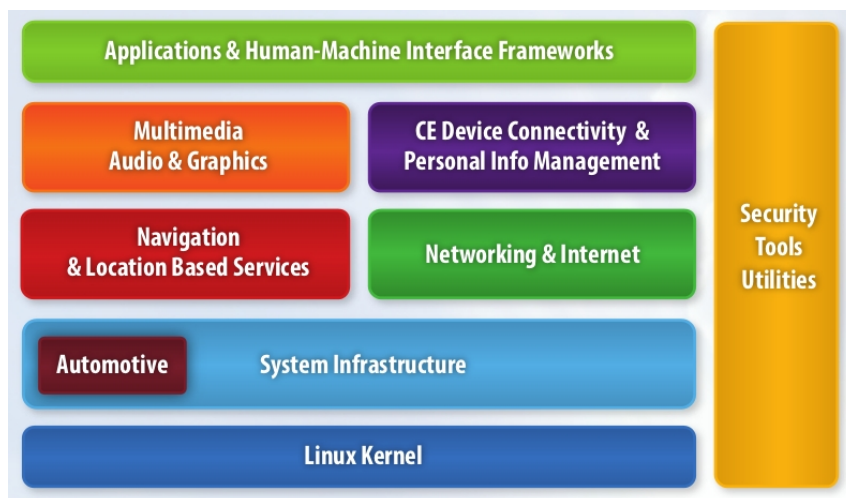 Applications & Human-Machine Interface Frameworks
Multimedia
Audio & Graphics
CE Device Connectivity &
Personal Info Management
Navigation
& Location Based Services
Networking & Internet
Automotive
System Infrastructure
Linux Kernel
Security
Tools
Utilities